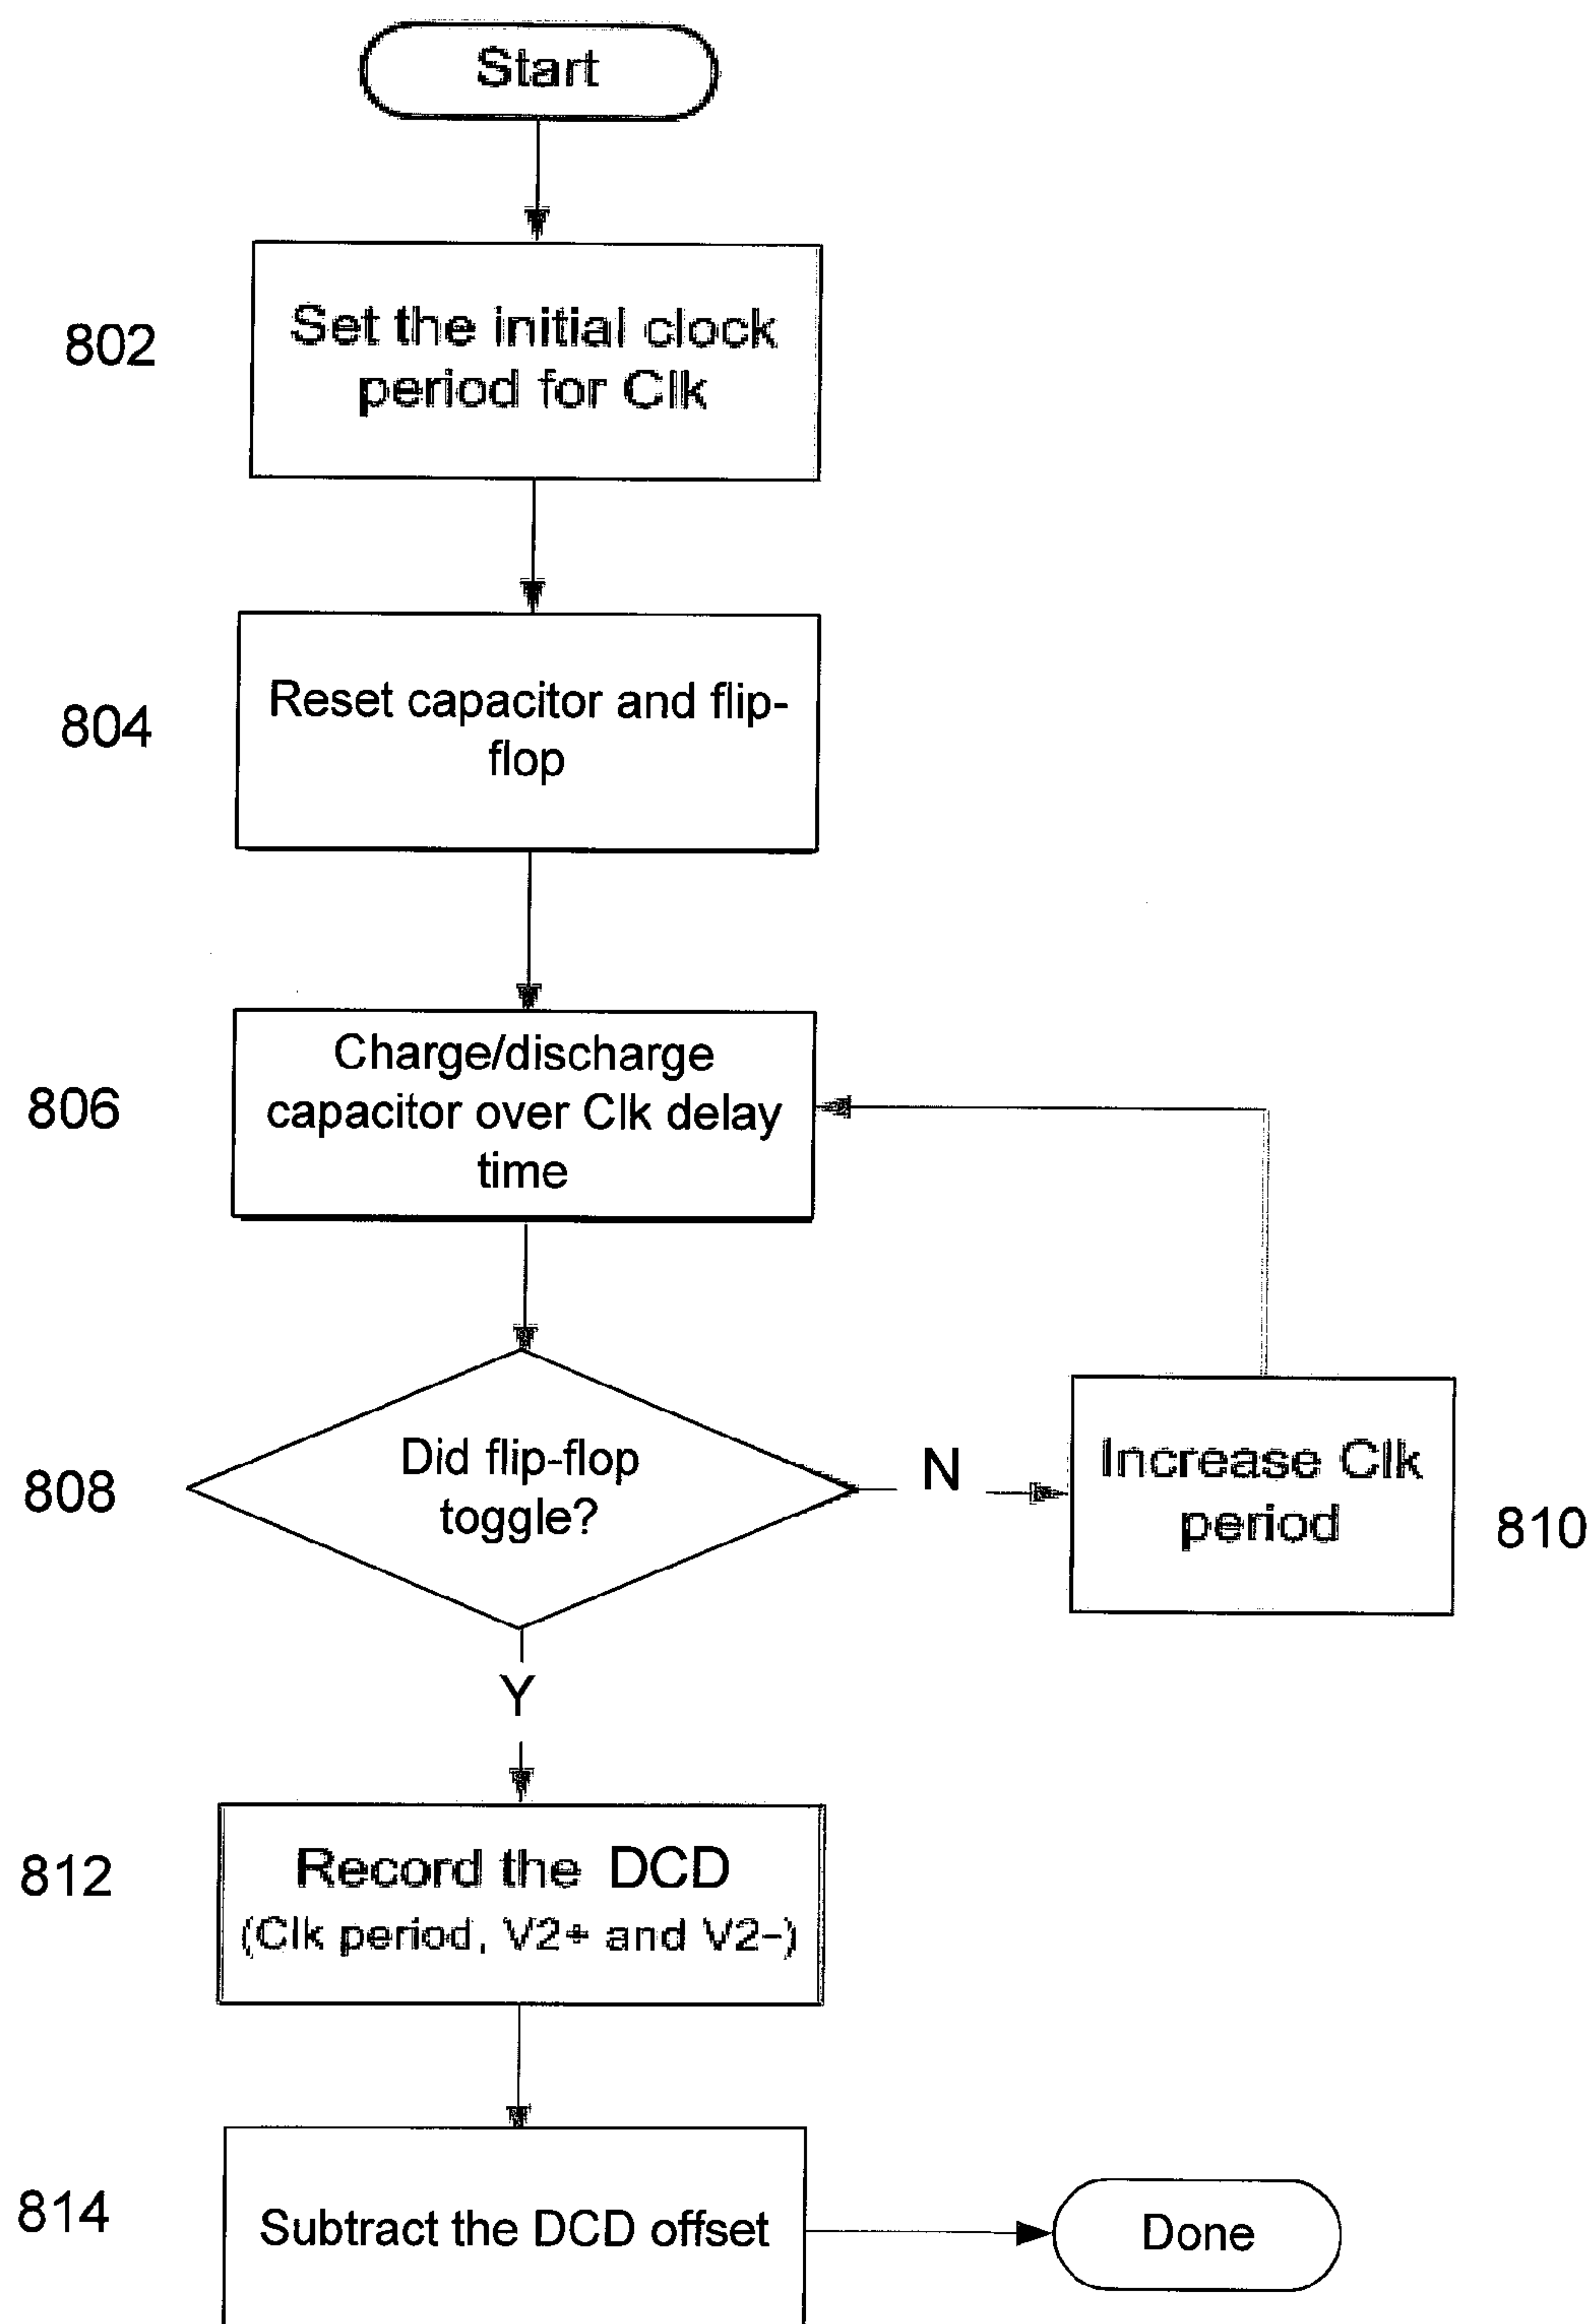 Start
802
Set the initial clock
period for Clk
804
Reset capacitor and flip-
flop
806
Charge/discharge
capacitor over Clk delay
time
808
Did flip-flop
toggle?
N
Increase Clk
period
810
Y
812
Record the DCD
(Clk period, V2+ and V2-)
814
Subtract the DCD offset
Done